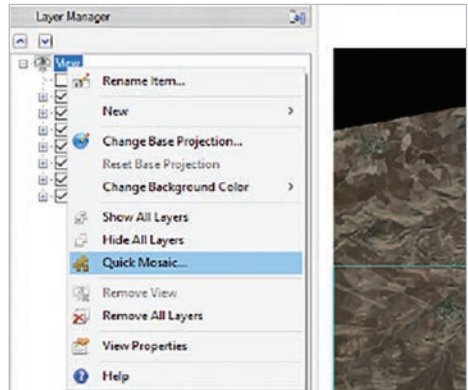 Layer Manager
View
Rename Item...
New
Change Base Projection...
Reset Base Projection
Change Background Color
Show All Layers
Hide All Layers
Quick Mosaic...
Remove View
Remove All Layers
View Properties
Help